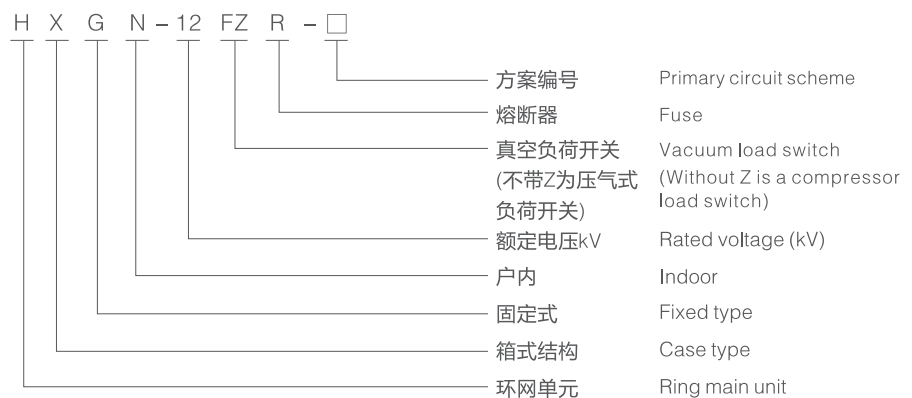 H X G N - 12 FZ R - □
方案编号 Primary circuit scheme
熔断器 Fuse
真空负荷开关 Vacuum load switch
(不带Z为压气式 (Without Z is a compressor
负荷开关) load switch)
额定电压kV Rated voltage (kV)
户内 Indoor
固定式 Fixed type
箱式结构 Case type
环网单元 Ring main unit